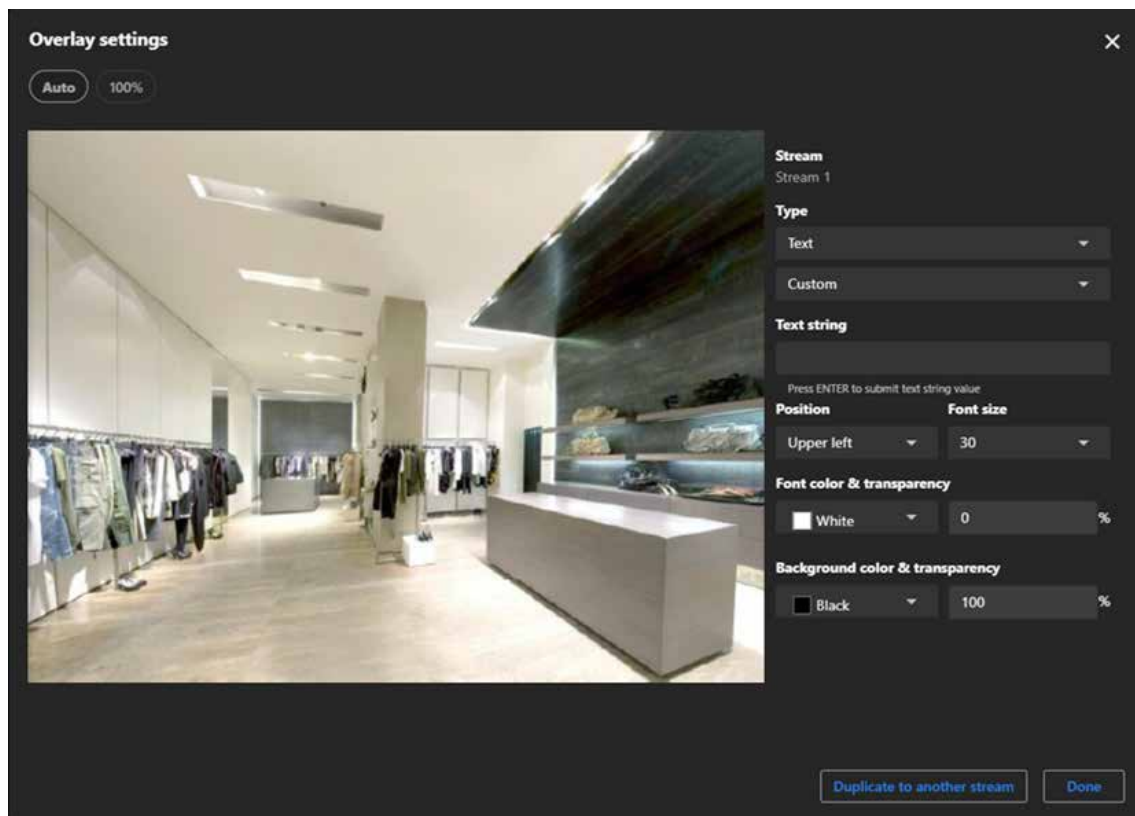 Overlay settings
Auto 100%
Stream
Stream 1
Type
Text
Custom
Text string
Press ENTER to submit text string value
Position Font size
Upper left 30
Font color & transparency
White 0 %
Background color & transparency
Black 100 %
Duplicate to another stream Done